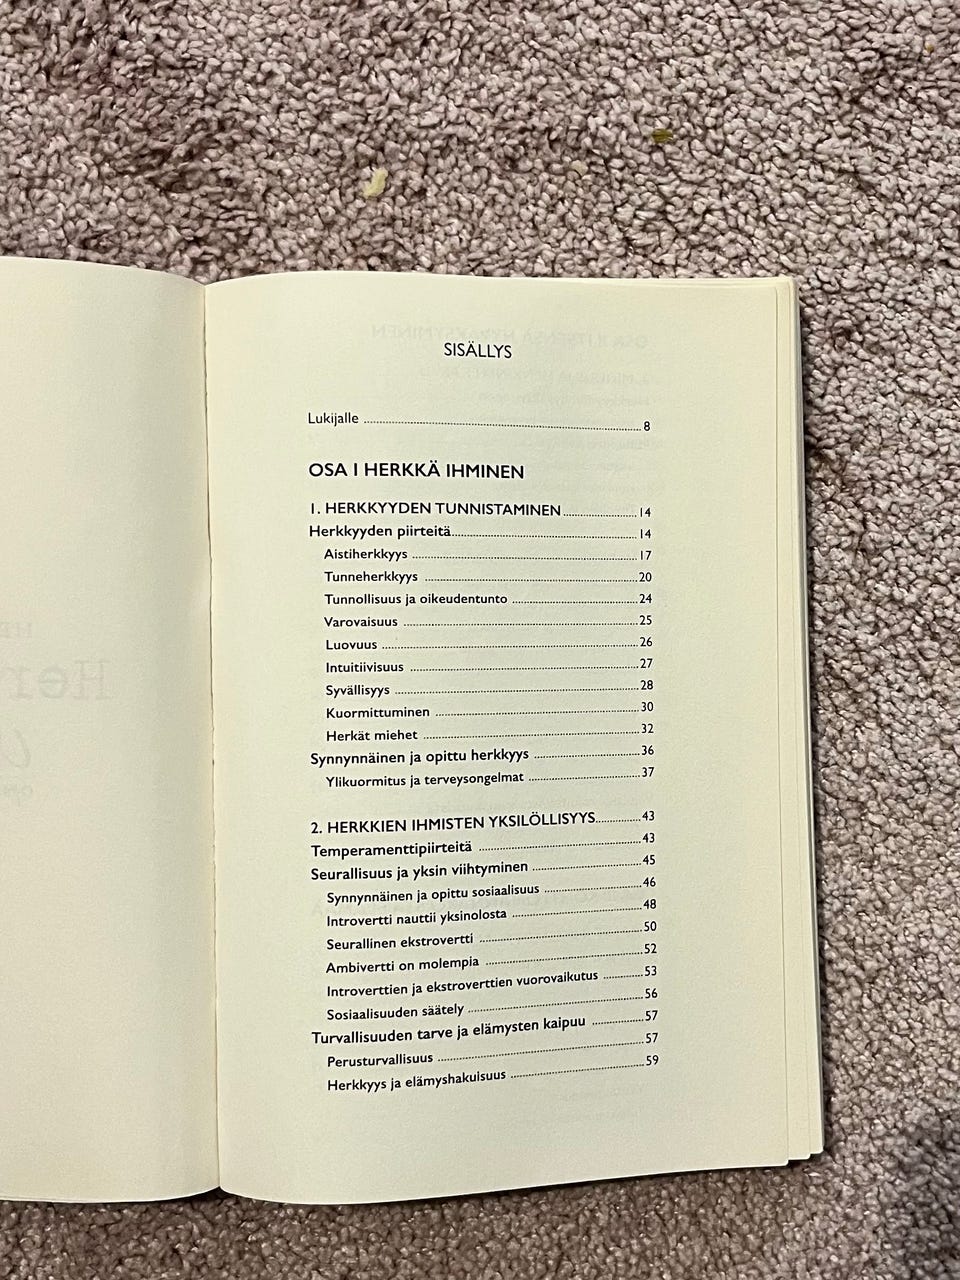 SISÄLLYS
Lukijalle ........ 8
OSA I HERKKÄ IHMINEN
1. HERKKYYDEN TUNNISTAMINEN ........ 14
Herkkyyden piirteitä ........ 14
Aistiherkkyys ........ 17
Tunneherkkyys ........ 20
Tunnollisuus ja oikeudentunto ........ 24
Varovaisuus ........ 25
Luovuus ........ 26
Intuitiivisuus ........ 27
Syvällisyys ........ 28
Kuormittuminen ........ 30
Herkät miehet ........ 32
Synnynnäinen ja opittu herkkyys ........ 36
Ylikuormitus ja terveysongelmat ........ 37
2. HERKKIEN IHMISTEN YKSILÖLLISYYS ........ 43
Temperamenttipiirteitä ........ 43
Seurallisuus ja yksin viihtyminen ........ 45
Synnynnäinen ja opittu sosiaalisuus ........ 46
Introvertti nauttii yksinolosta ........ 48
Seurallinen ekstrovertti ........ 50
Ambivertti on molempia ........ 52
Introverttien ja ekstroverttien vuorovaikutus ........ 53
Sosiaalisuuden säätely ........ 56
Turvallisuuden tarve ja elämysten kaipuu ........ 57
Perusturvallisuus ........ 57
Herkkyys ja elämyshakuisuus ........ 59